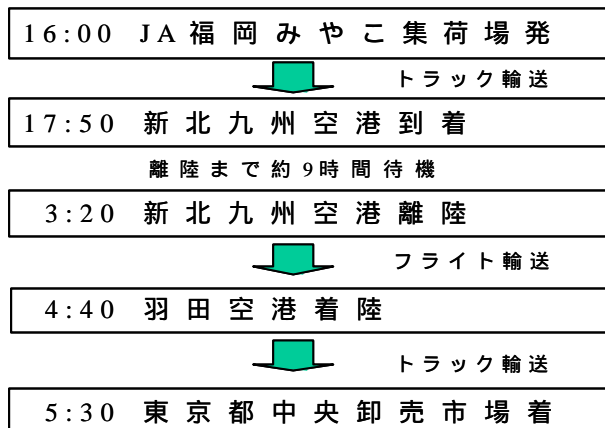 16:00 JA福岡みやこ集荷場発
トラック輸送
17:50 新北九州空港到着
離陸まで約9時間待機
3:20 新北九州空港離陸
フライト輸送
4:40 羽田空港着陸
トラック輸送
5:30 東京都中央卸売市場着